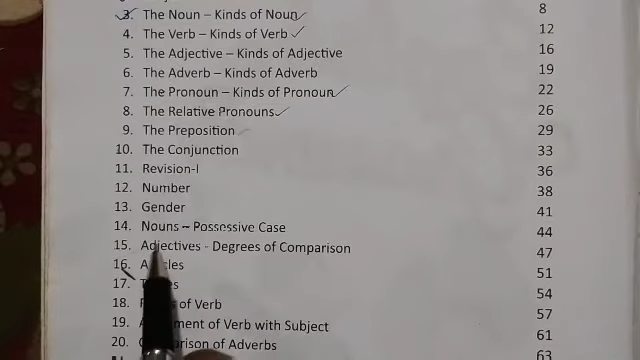 3. The Noun – Kinds of Noun 8
4. The Verb – Kinds of Verb 12
5. The Adjective – Kinds of Adjective 16
6. The Adverb – Kinds of Adverb 19
7. The Pronoun – Kinds of Pronoun 22
8. The Relative Pronouns 26
9. The Preposition 29
10. The Conjunction 33
11. Revision-I 36
12. Number 38
13. Gender 41
14. Nouns – Possessive Case 44
15. Adjectives - Degrees of Comparison 47
16. 51
17. 54
18. of Verb 57
19. of Verb with Subject 61
20. of Adverbs 63